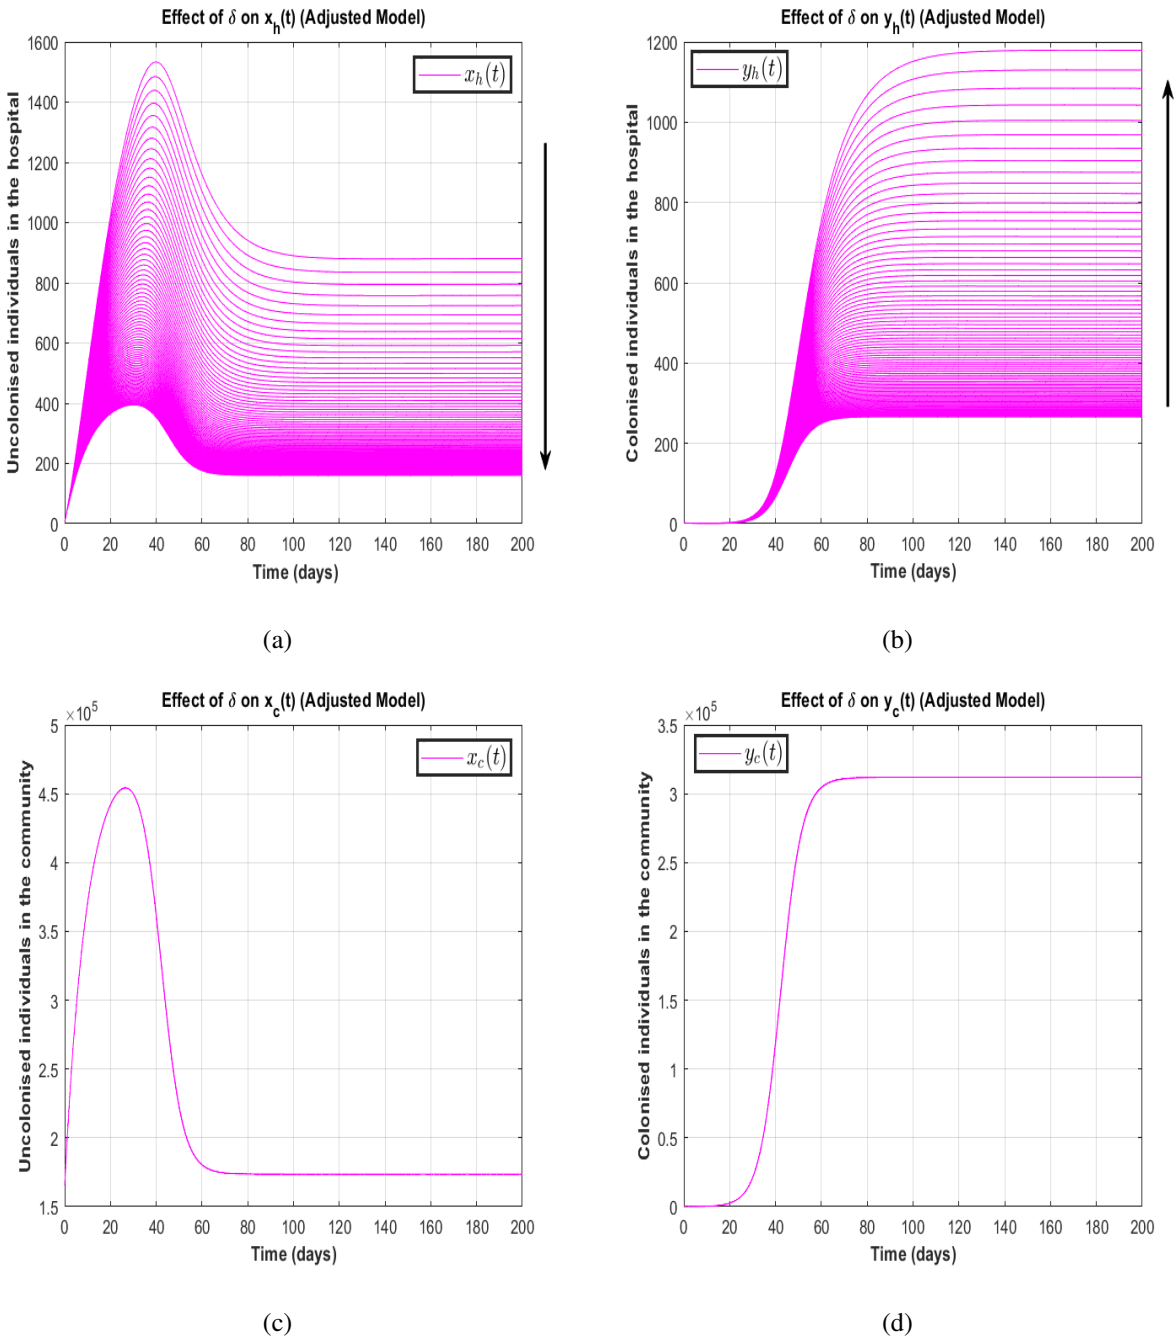 Effect of δ on x_h(t) (Adjusted Model)
Uncolonised individuals in the hospital
1600
1400
1200
1000
800
600
400
200
0
x_h(t)
0 20 40 60 80 100 120 140 160 180 200
Time (days)
(a)
Effect of δ on y_h(t) (Adjusted Model)
Colonised individuals in the hospital
1200
1000
800
600
400
200
0
y_h(t)
0 20 40 60 80 100 120 140 160 180 200
Time (days)
(b)
Effect of δ on x_c(t) (Adjusted Model)
×10^5
Uncolonised individuals in the community
5
4.5
4
3.5
3
2.5
2
1.5
x_c(t)
0 20 40 60 80 100 120 140 160 180 200
Time (days)
(c)
Effect of δ on y_c(t) (Adjusted Model)
×10^5
Colonised individuals in the community
3.5
3
2.5
2
1.5
1
0.5
0
y_c(t)
0 20 40 60 80 100 120 140 160 180 200
Time (days)
(d)